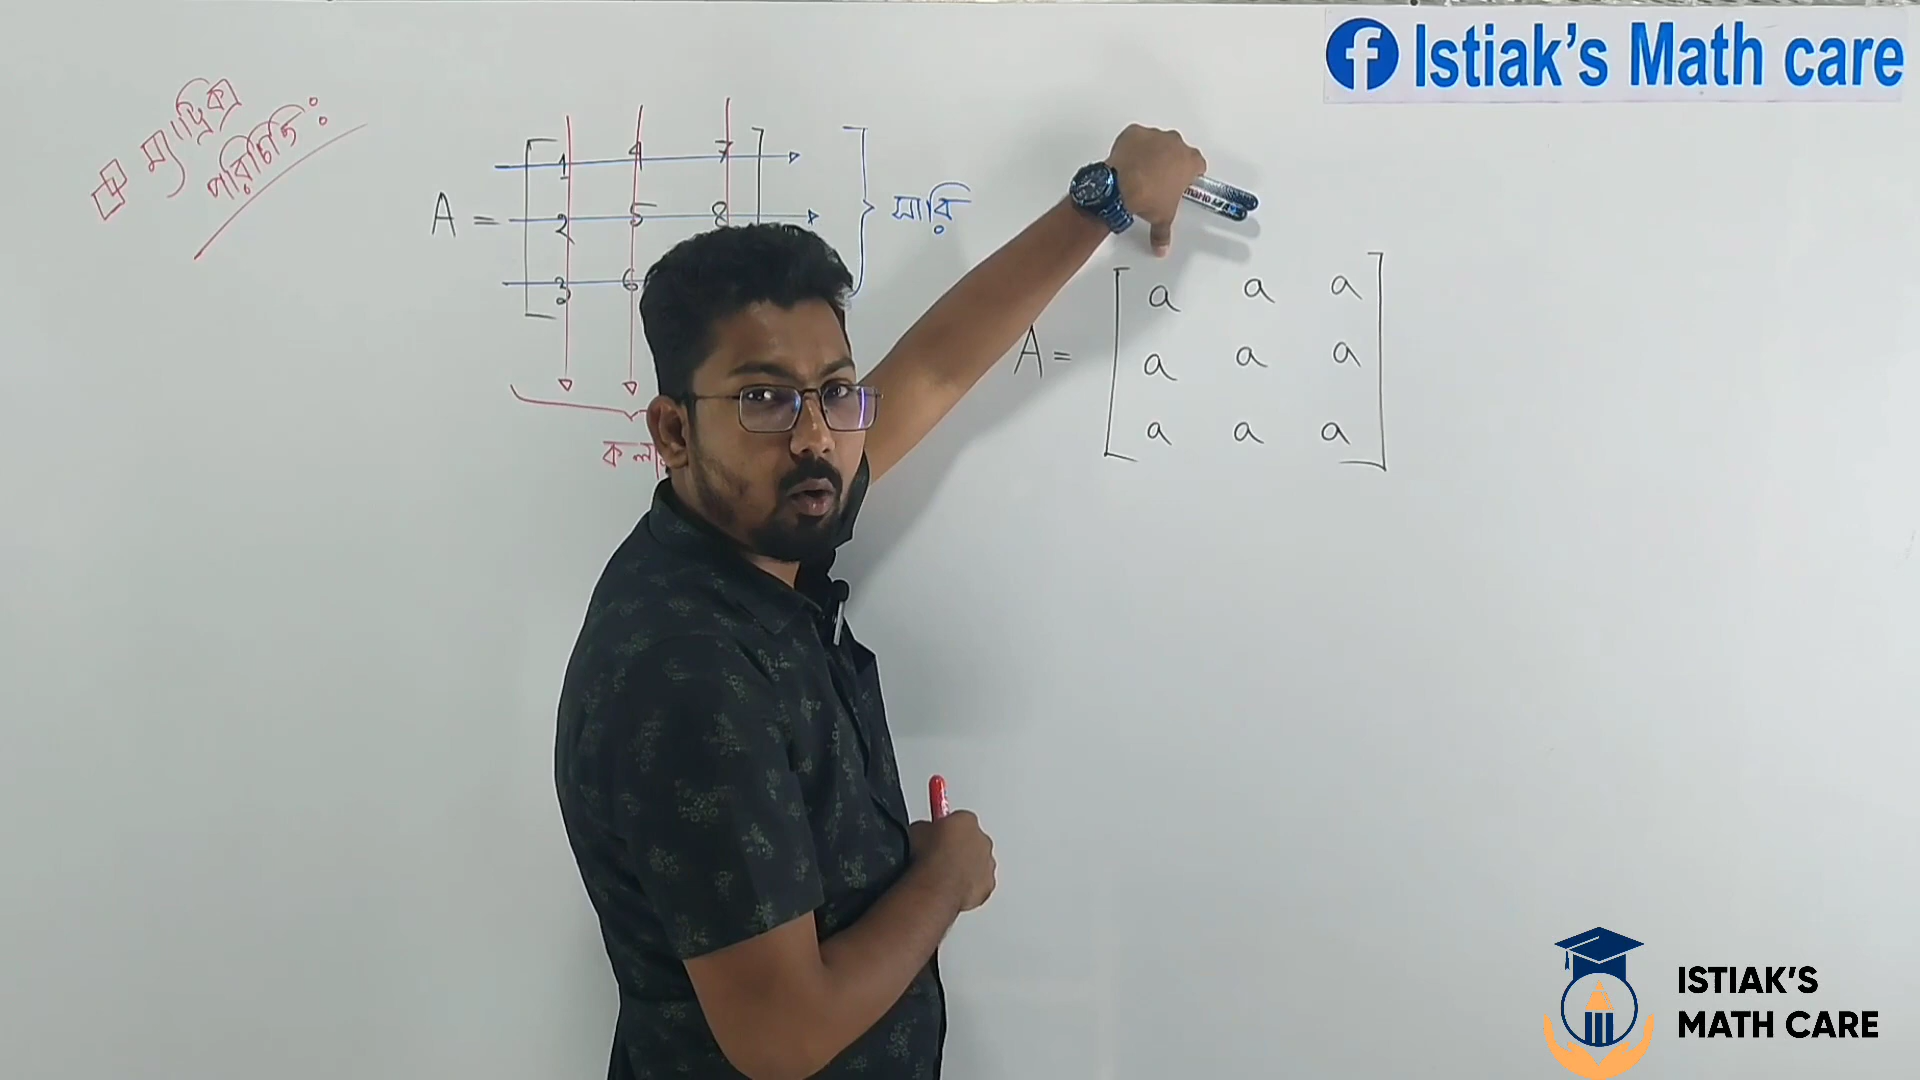 Istiak's Math care
ম্যাট্রিক্স
পরিচিতি :
A = [ 1 4 7 ]
2 5 8
3 6
} সারি
A = [ a a a
a a a
a a a ]
ISTIAK'S
MATH CARE